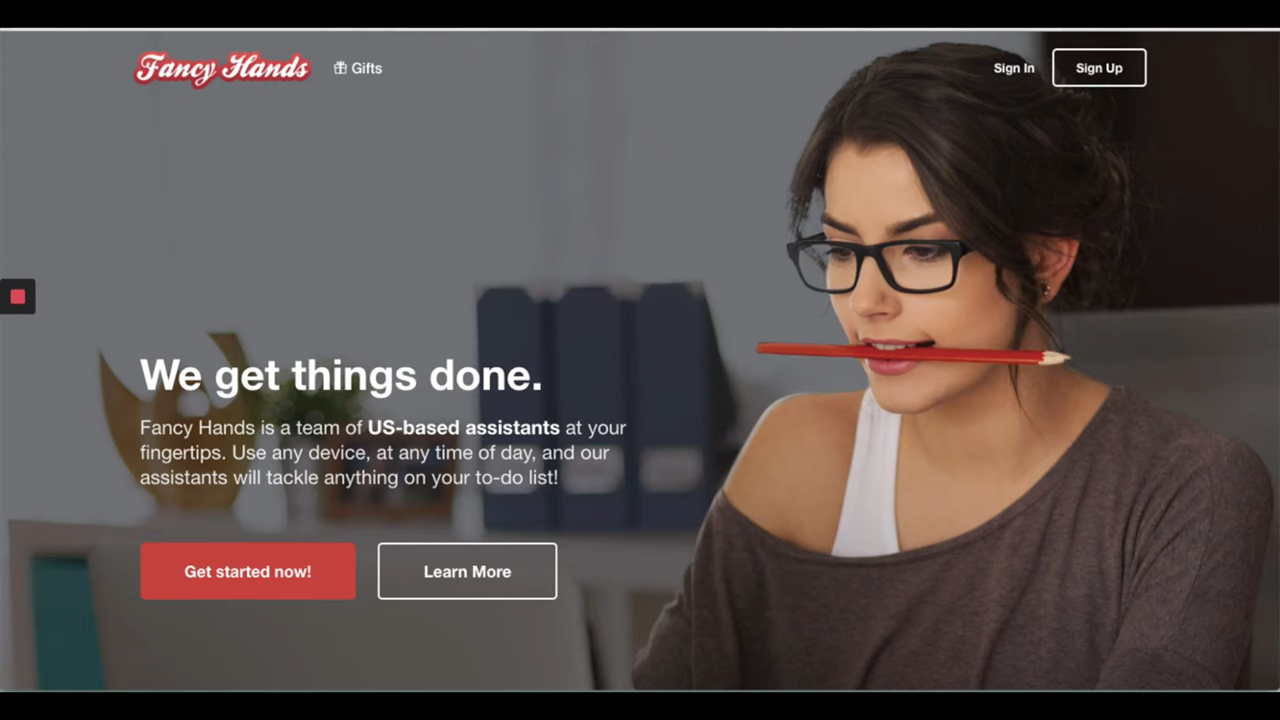 Fancy Hands
Gifts
Sign In
Sign Up
We get things done.
Fancy Hands is a team of US-based assistants at your
fingertips. Use any device, at any time of day, and our
assistants will tackle anything on your to-do list!
Get started now!
Learn More